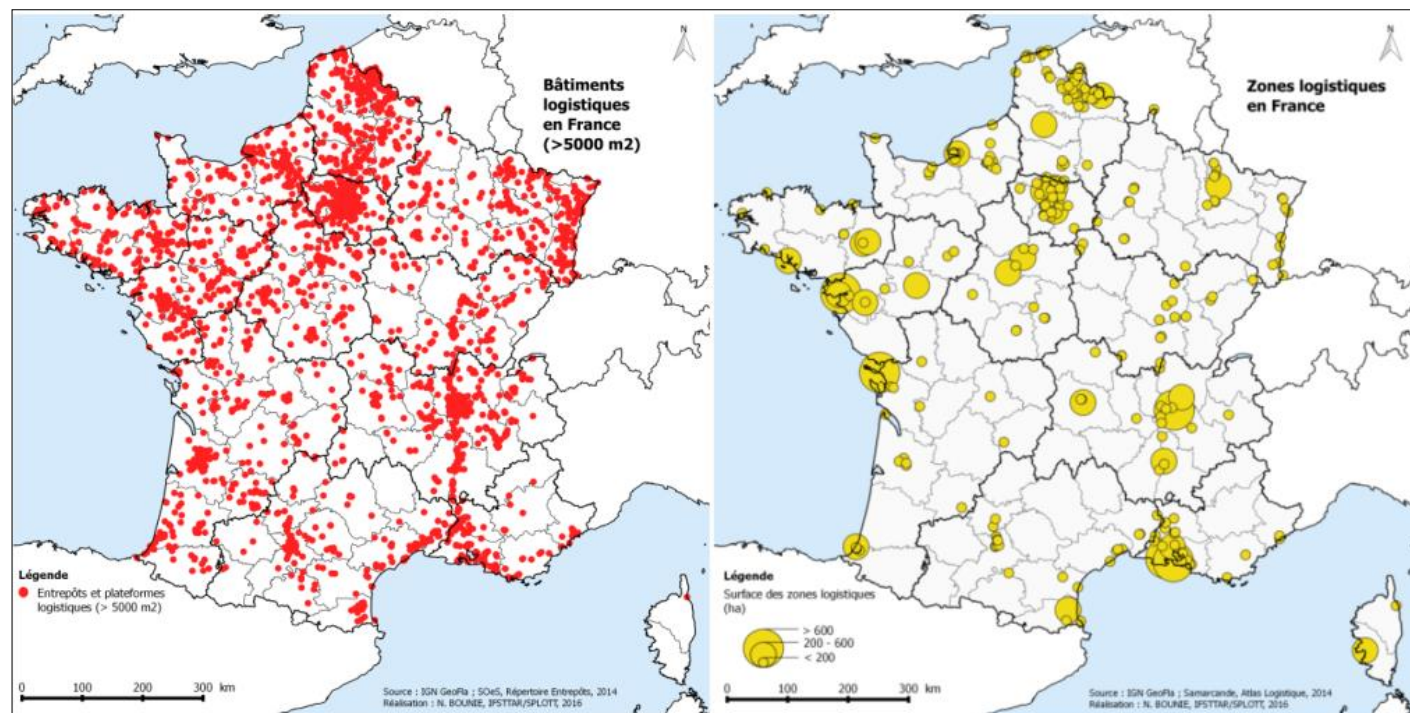 N
Bâtiments
logistiques
en France
(>5000 m2)
Légende
Entrepôts et plateformes
logistiques (> 5000 m2)
0 100 200 300 km
Source : IGN GeoFla ; SOeS, Répertoire Entrepôts, 2014
Réalisation : N. BOUNIE, IFSTTAR/SPLOTT, 2016
N
Zones logistiques
en France
Légende
Surface des zones logistiques
(ha)
> 600
200 - 600
< 200
0 100 200 300 km
Source : IGN GeoFla ; Samarcande, Atlas Logistique, 2014
Réalisation : N. BOUNIE, IFSTTAR/SPLOTT, 2016